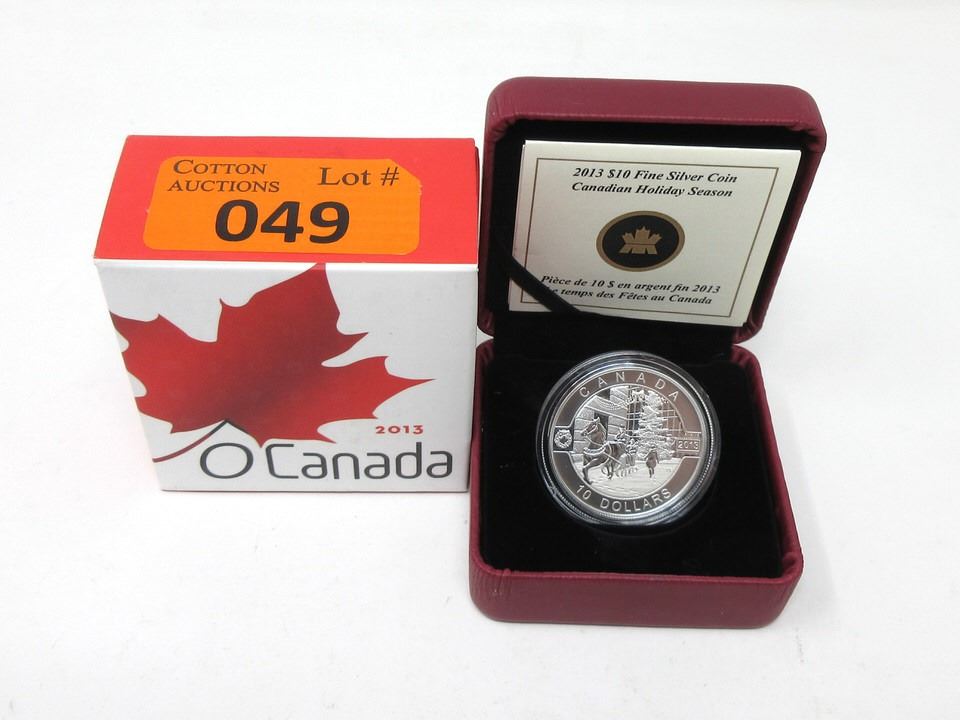 COTTON
AUCTIONS
Lot #
049
2013
O Canada
2013 $10 Fine Silver Coin
Canadian Holiday Season
Pièce de 10 $ en argent fin 2013
temps des Fêtes au Canada
CANADA
2013
10 DOLLARS